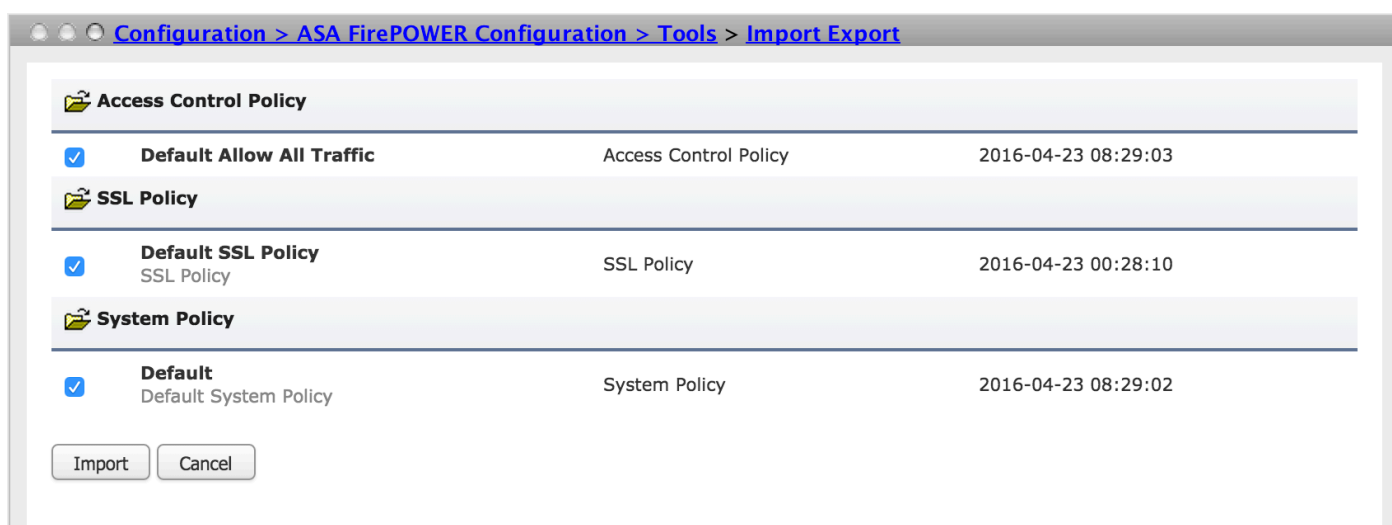 Configuration > ASA FirePOWER Configuration > Tools > Import Export
Access Control Policy
Default Allow All Traffic Access Control Policy 2016-04-23 08:29:03
SSL Policy
Default SSL Policy
SSL Policy SSL Policy 2016-04-23 00:28:10
System Policy
Default
Default System Policy System Policy 2016-04-23 08:29:02
Import Cancel